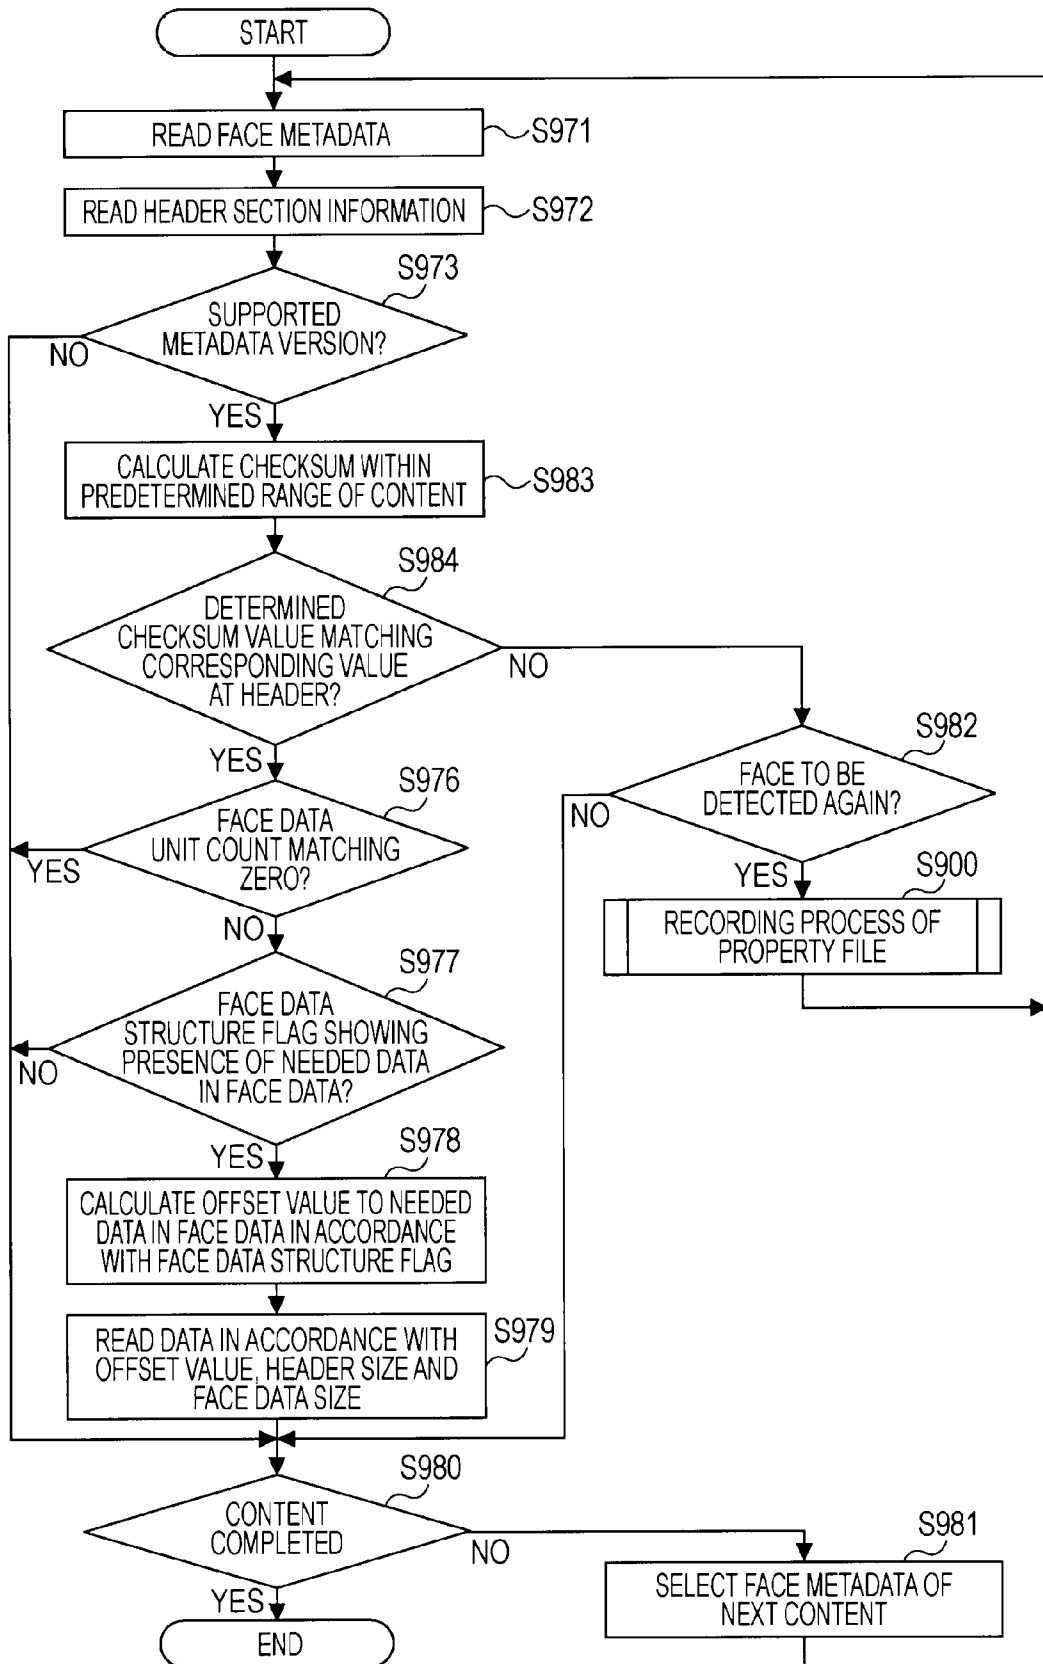 START
READ FACE METADATA
S971
READ HEADER SECTION INFORMATION
S972
S973
SUPPORTED
METADATA VERSION?
NO
YES
CALCULATE CHECKSUM WITHIN
PREDETERMINED RANGE OF CONTENT
S983
S984
DETERMINED
CHECKSUM VALUE MATCHING
CORRESPONDING VALUE
AT HEADER?
NO
YES
S982
FACE TO BE
DETECTED AGAIN?
NO
YES
S900
RECORDING PROCESS OF
PROPERTY FILE
S976
FACE DATA
UNIT COUNT MATCHING
ZERO?
YES
NO
S977
FACE DATA
STRUCTURE FLAG SHOWING
PRESENCE OF NEEDED DATA
IN FACE DATA?
NO
YES
S978
CALCULATE OFFSET VALUE TO NEEDED
DATA IN FACE DATA IN ACCORDANCE
WITH FACE DATA STRUCTURE FLAG
S979
READ DATA IN ACCORDANCE WITH
OFFSET VALUE, HEADER SIZE AND
FACE DATA SIZE
S980
CONTENT
COMPLETED
NO
YES
S981
SELECT FACE METADATA OF
NEXT CONTENT
END